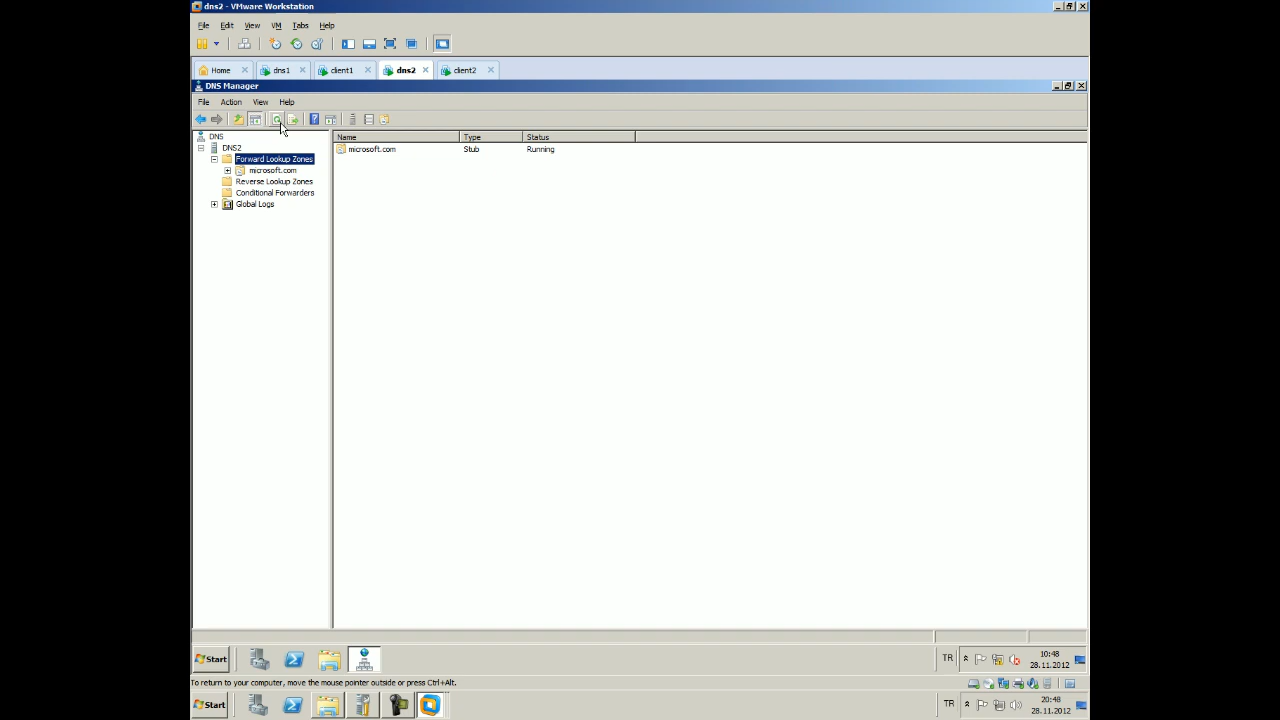 dns2 - VMware Workstation
File Edit View VM Tabs Help
Home dns1 client1 dns2 client2
DNS Manager
File Action View Help
DNS
DNS2
Forward Lookup Zones
microsoft.com
Reverse Lookup Zones
Conditional Forwarders
Global Logs
Name Type Status
microsoft.com Stub Running
Start
TR 10:48
28.11.2012
To return to your computer, move the mouse pointer outside or press Ctrl+Alt.
Start
TR 20:48
28.11.2012